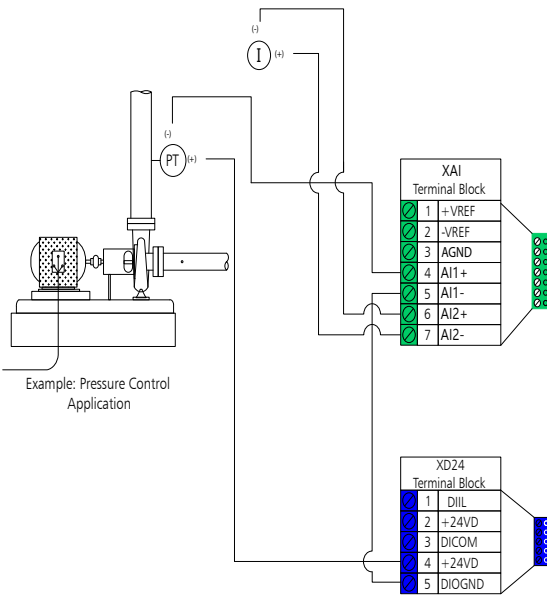 (-)
I (+)
(-)
PT (+)
Example: Pressure Control
Application
XAI
Terminal Block
1 +VREF
2 -VREF
3 AGND
4 AI1+
5 AI1-
6 AI2+
7 AI2-
XD24
Terminal Block
1 DIIL
2 +24VD
3 DICOM
4 +24VD
5 DIOGND